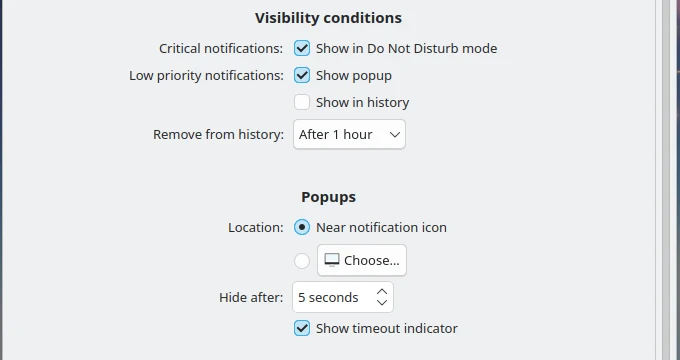 Visibility conditions
Critical notifications: Show in Do Not Disturb mode
Low priority notifications: Show popup
Show in history
Remove from history: After 1 hour
Popups
Location: Near notification icon
Choose...
Hide after: 5 seconds
Show timeout indicator